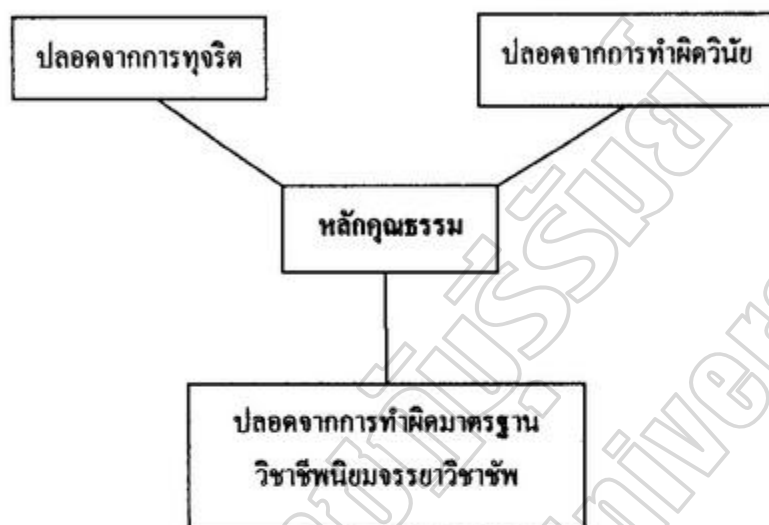 ปลอดจากการทุจริต
ปลอดจากการทำผิดวินัย
หลักคุณธรรม
ปลอดจากการทำผิดมาตรฐาน
วิชาชีพนิยมจรรยาวิชาชัพ